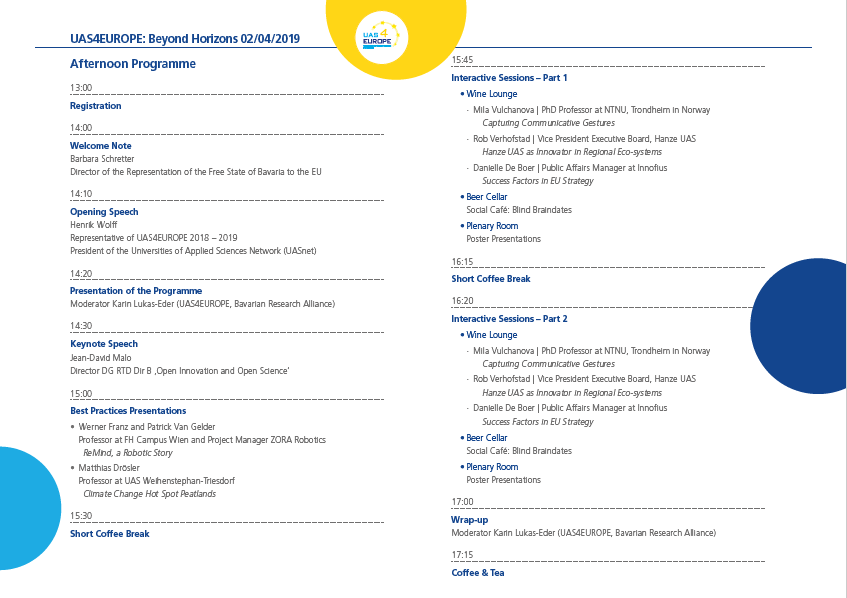 UAS4EUROPE: Beyond Horizons 02/04/2019
UAS 4
EUROPE
Afternoon Programme
13:00
Registration
14:00
Welcome Note
Barbara Schretter
Director of the Representation of the Free State of Bavaria to the EU
14:10
Opening Speech
Henrik Wolff
Representative of UAS4EUROPE 2018 – 2019
President of the Universities of Applied Sciences Network (UASnet)
14:20
Presentation of the Programme
Moderator Karin Lukas-Eder (UAS4EUROPE, Bavarian Research Alliance)
14:30
Keynote Speech
Jean-David Malo
Director DG RTD Dir B ‚Open Innovation and Open Science'
15:00
Best Practices Presentations
• Werner Franz and Patrick Van Gelder
Professor at FH Campus Wien and Project Manager ZORA Robotics
ReMind, a Robotic Story
• Matthias Drösler
Professor at UAS Weihenstephan-Triesdorf
Climate Change Hot Spot Peatlands
15:30
Short Coffee Break
15:45
Interactive Sessions – Part 1
• Wine Lounge
- Mila Vulchanova | PhD Professor at NTNU, Trondheim in Norway
Capturing Communicative Gestures
- Rob Verhofstad | Vice President Executive Board, Hanze UAS
Hanze UAS as Innovator in Regional Eco-systems
- Danielle De Boer | Public Affairs Manager at Innofius
Success Factors in EU Strategy
• Beer Cellar
Social Café: Blind Braindates
• Plenary Room
Poster Presentations
16:15
Short Coffee Break
16:20
Interactive Sessions – Part 2
• Wine Lounge
- Mila Vulchanova | PhD Professor at NTNU, Trondheim in Norway
Capturing Communicative Gestures
- Rob Verhofstad | Vice President Executive Board, Hanze UAS
Hanze UAS as Innovator in Regional Eco-systems
- Danielle De Boer | Public Affairs Manager at Innofius
Success Factors in EU Strategy
• Beer Cellar
Social Café: Blind Braindates
• Plenary Room
Poster Presentations
17:00
Wrap-up
Moderator Karin Lukas-Eder (UAS4EUROPE, Bavarian Research Alliance)
17:15
Coffee & Tea